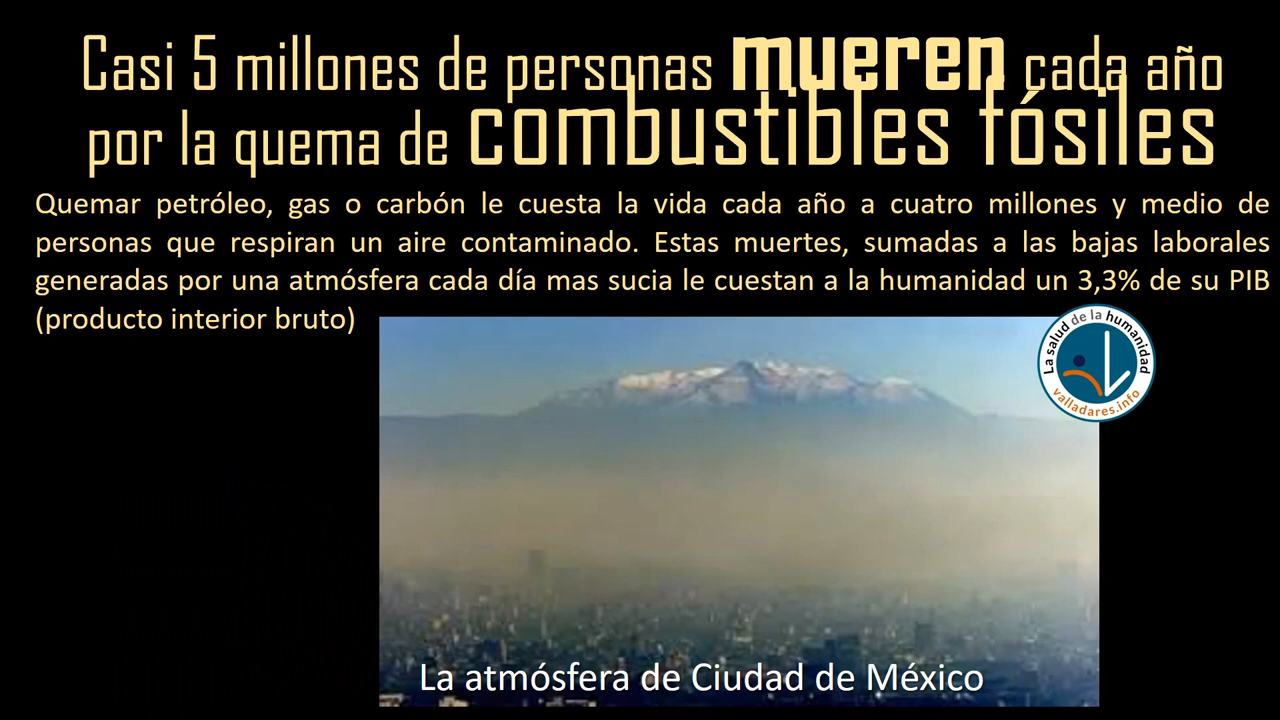 Casi 5 millones de personas mueren cada año
por la quema de combustibles fósiles
Quemar petróleo, gas o carbón le cuesta la vida cada año a cuatro millones y medio de
personas que respiran un aire contaminado. Estas muertes, sumadas a las bajas laborales
generadas por una atmósfera cada día mas sucia le cuestan a la humanidad un 3,3% de su PIB
(producto interior bruto)
La salud de la humanidad
valladares.info
La atmósfera de Ciudad de México